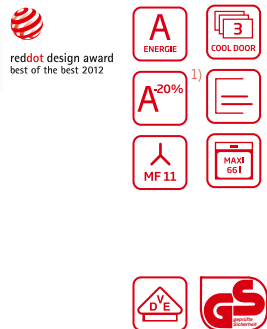 reddot design award
best of the best 2012
A
ENERGIE
3
COOL DOOR
A-20%
1)
MF 11
MAXI
66 l
DVE
GS
geprüfte
Sicherheit